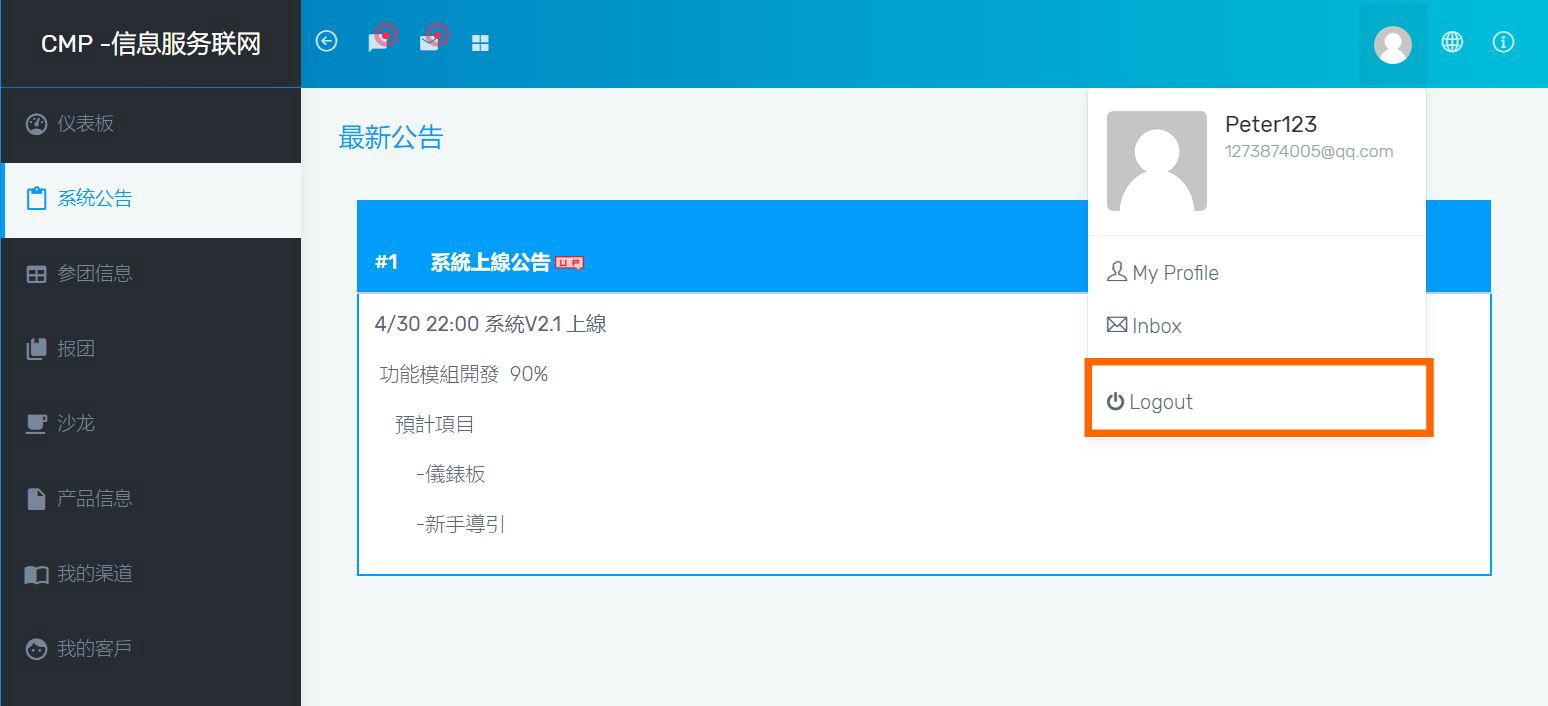 CMP -信息服务联网
仪表板
系统公告
参团信息
报团
沙龙
产品信息
我的渠道
我的客戶
最新公告
#1 系統上線公告 UP
4/30 22:00 系統V2.1 上線
功能模組開發 90%
預計項目
-儀錶板
-新手導引
Peter123
1273874005@qq.com
My Profile
Inbox
Logout